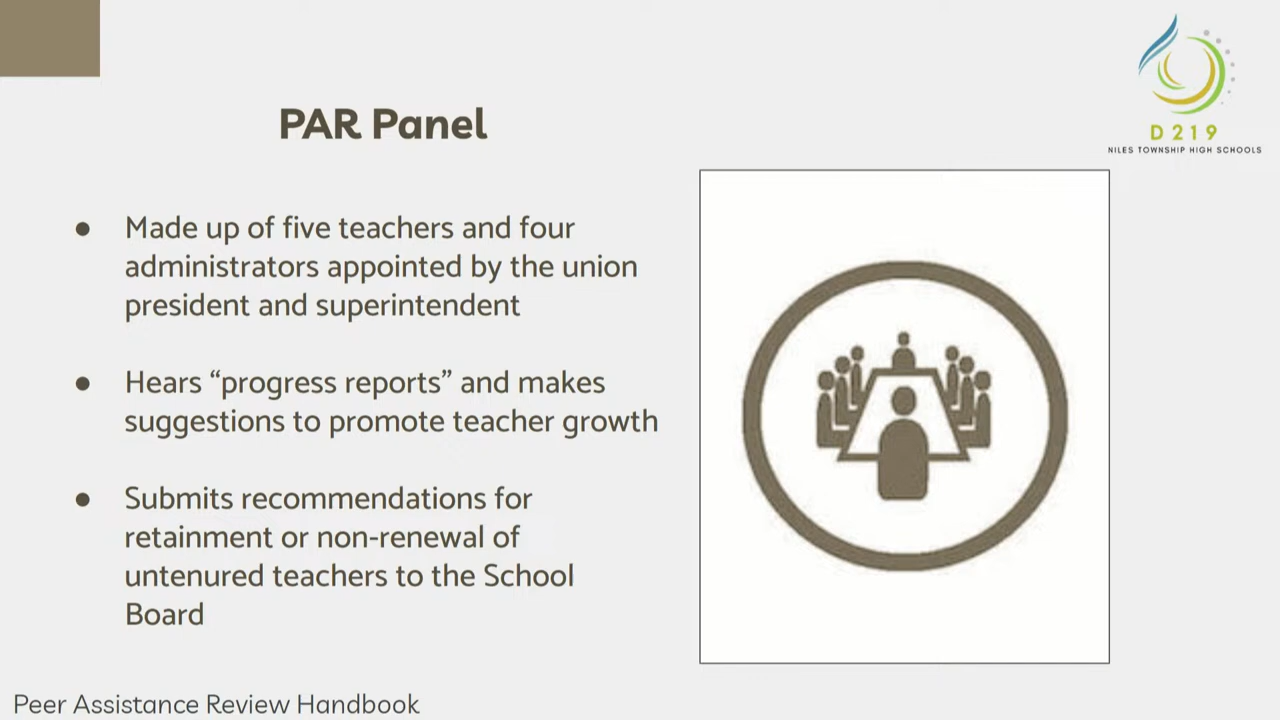 D219
NILES TOWNSHIP HIGH SCHOOLS
PAR Panel
● Made up of five teachers and four
administrators appointed by the union
president and superintendent
● Hears “progress reports” and makes
suggestions to promote teacher growth
● Submits recommendations for
retainment or non-renewal of
untenured teachers to the School
Board
Peer Assistance Review Handbook